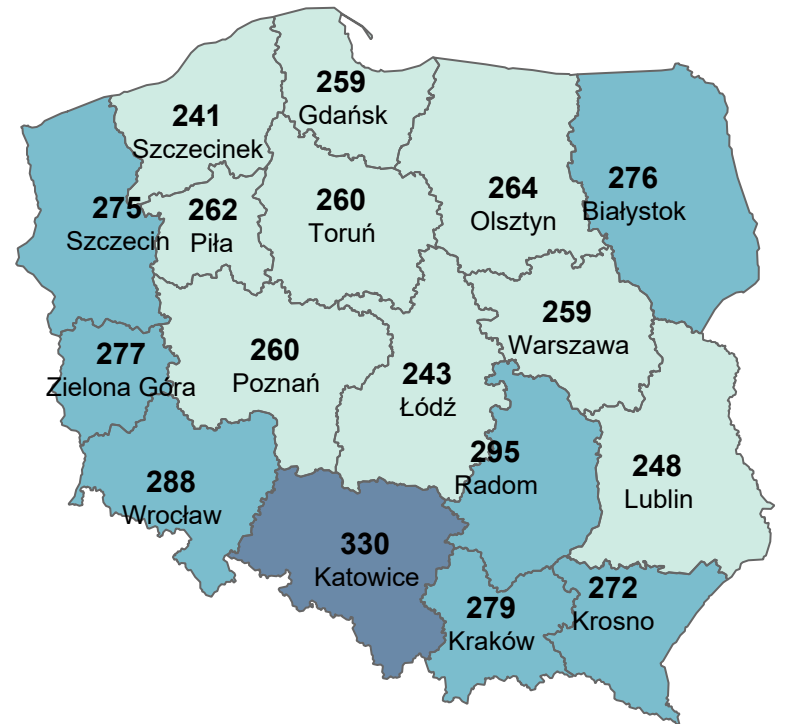 259
Gdańsk
241
Szczecinek
264
Olsztyn
276
Białystok
275
Szczecin
262
Piła
260
Toruń
259
Warszawa
277
Zielona Góra
260
Poznań
243
Łódź
295
Radom
248
Lublin
288
Wrocław
330
Katowice
279
Kraków
272
Krosno